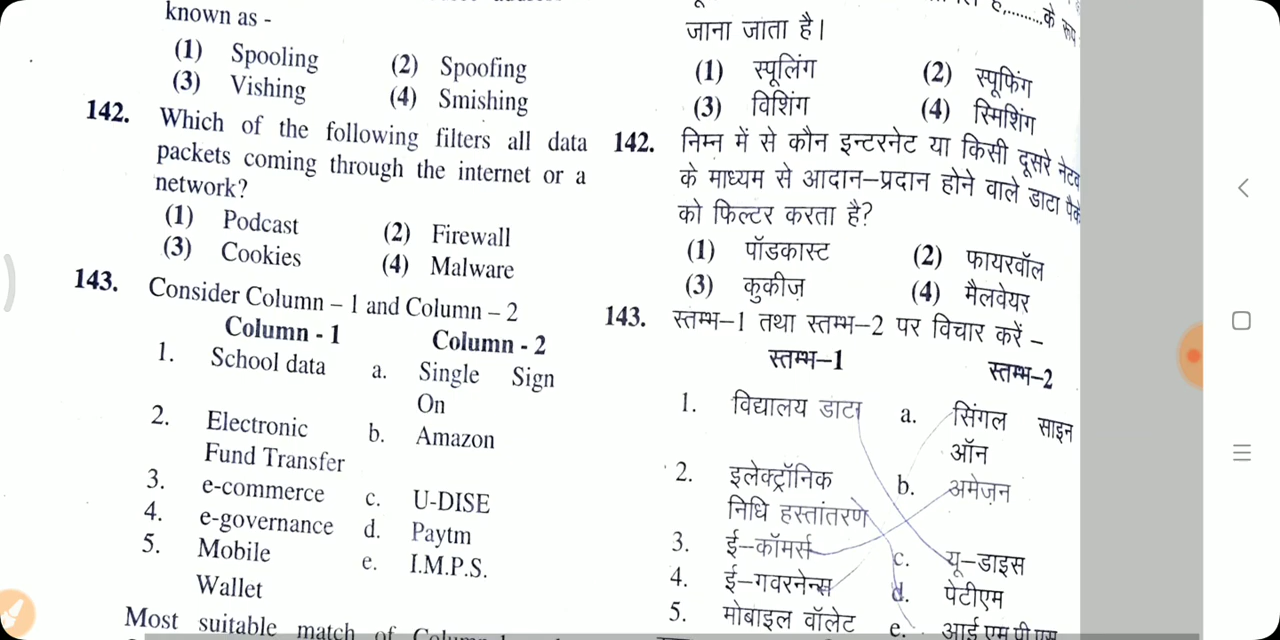 known as -
(1) Spooling
(2) Spoofing
(3) Vishing
(4) Smishing
142. Which of the following filters all data
packets coming through the internet or a
network?
(1) Podcast
(2) Firewall
(3) Cookies
(4) Malware
143. Consider Column – 1 and Column – 2
Column - 1
Column - 2
1. School data
a. Single Sign
On
2. Electronic
Fund Transfer
b. Amazon
3. e-commerce
c. U-DISE
4. e-governance
d. Paytm
5. Mobile
Wallet
e. I.M.P.S.
Most suitable match of
है,.........के रूप
जाना जाता है।
(1) स्पूलिंग
(2) स्पूफिंग
(3) विशिंग
(4) स्मिशिंग
142. निम्न में से कौन इन्टरनेट या किसी दूसरे
के माध्यम से आदान–प्रदान होने वाले डाटा
को फिल्टर करता है?
(1) पॉडकास्ट
(2) फायरवॉल
(3) कुकीज़
(4) मैलवेयर
143. स्तम्भ–1 तथा स्तम्भ–2 पर विचार करें –
स्तम्भ–1
स्तम्भ–2
1. विद्यालय डाटा
a. सिंगल साइन
ऑन
2. इलेक्ट्रॉनिक
निधि हस्तांतरण
b. अमेज़न
3. ई–कॉमर्स
c. यू–डाइस
4. ई–गवरनेन्स
d. पेटीएम
5. मोबाइल वॉलेट
e. आई.एम.पी.एस.